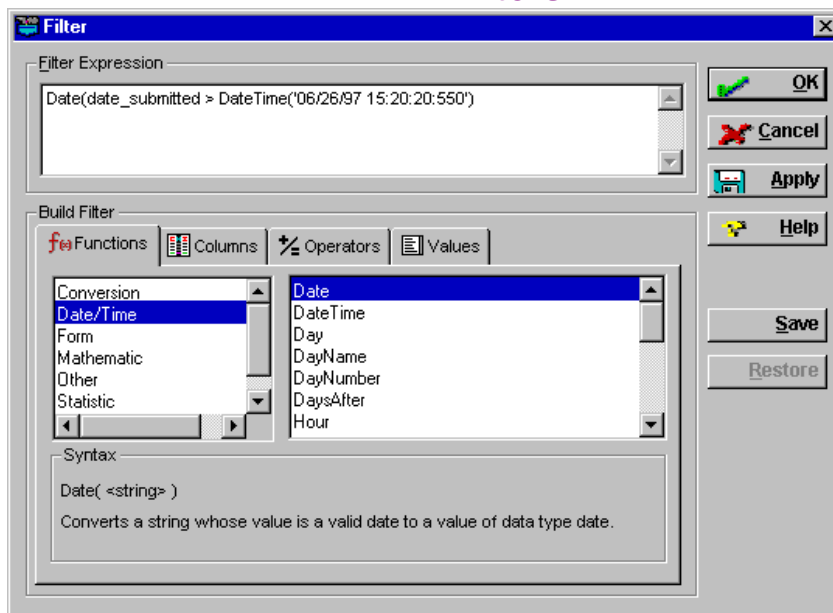 Filter
Filter Expression
Date(date_submitted > DateTime('06/26/97 15:20:20:550')
OK
Cancel
Apply
Help
Save
Restore
Build Filter
f(x) Functions
Columns
Operators
Values
Conversion
Date/Time
Form
Mathematic
Other
Statistic
Date
DateTime
Day
DayName
DayNumber
DaysAfter
Hour
Syntax
Date( <string> )
Converts a string whose value is a valid date to a value of data type date.